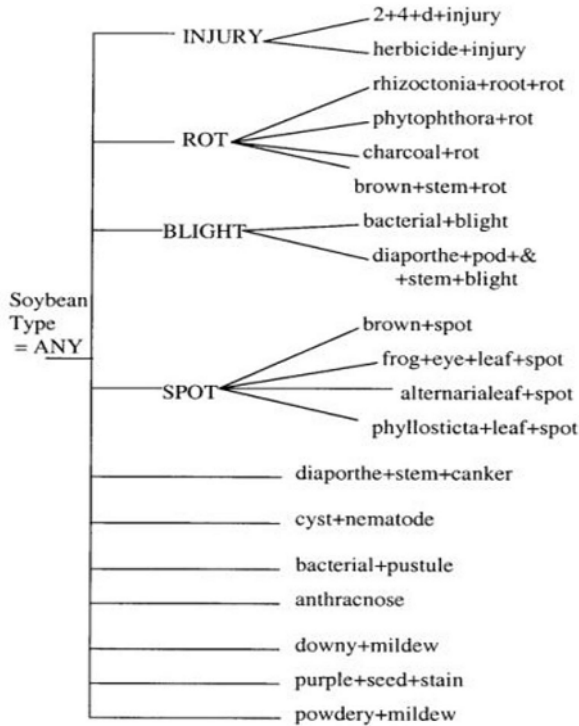 INJURY
2+4+d+injury
herbicide+injury
ROT
rhizoctonia+root+rot
phytophthora+rot
charcoal+rot
brown+stem+rot
BLIGHT
bacterial+blight
diaporthe+pod+&
+stem+blight
Soybean
Type
= ANY
SPOT
brown+spot
frog+eye+leaf+spot
alternarialeaf+spot
phyllosticta+leaf+spot
diaporthe+stem+canker
cyst+nematode
bacterial+pustule
anthracnose
downy+mildew
purple+seed+stain
powdery+mildew